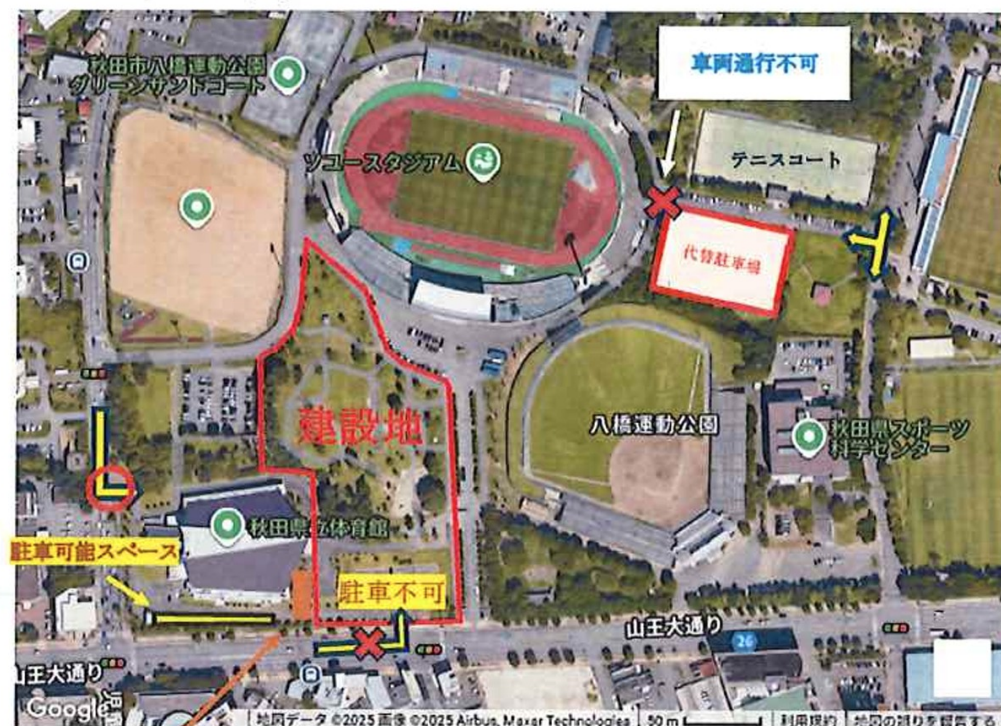 秋田市八橋運動公園
グリーンサンドコート
車両通行不可
ソユースタジアム
テニスコート
代替駐車場
建設地
八橋運動公園
秋田県スポーツ
科学センター
秋田県立体育館
駐車可能スペース
駐車不可
山王大通り
26
山王大通り
Google
地図データ ©2025 画像 ©2025 Airbus, Maxar Technologies
50 m
利用規約